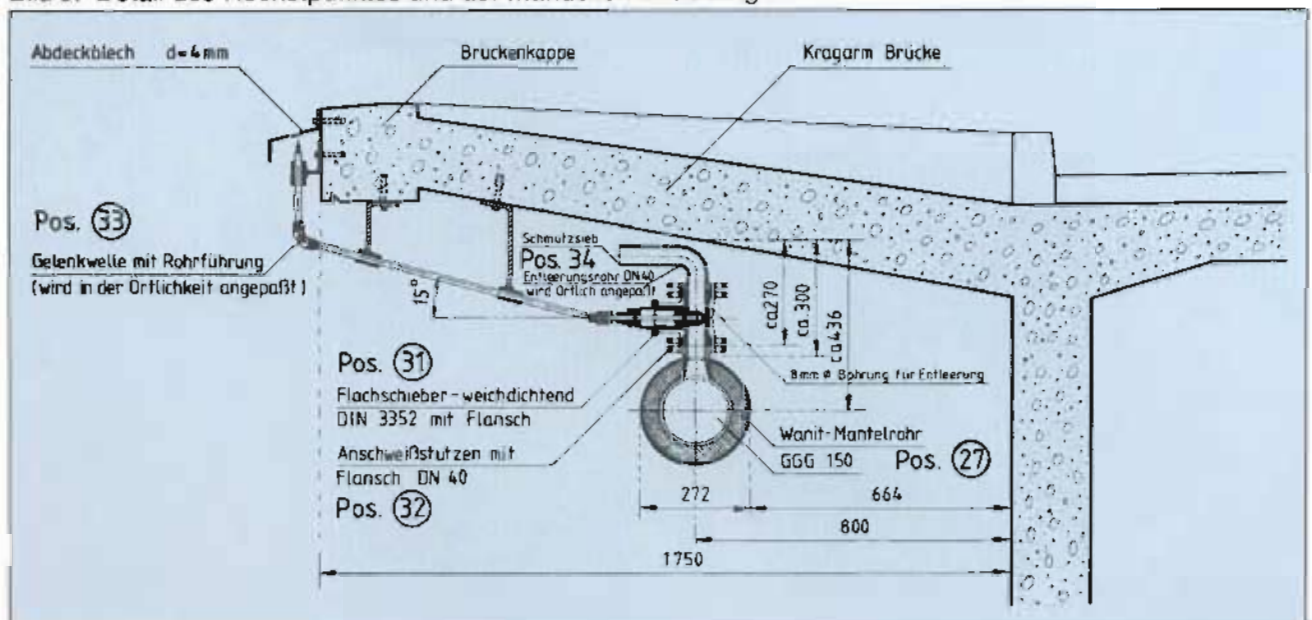 Abdeckblech d=4mm
Brückenkappe
Kragarm Brücke
Pos. 33
Gelenkwelle mit Rohrführung
(wird in der Örtlichkeit angepaßt)
Schmutzsieb
Pos. 34
Entleerungsrohr DN40
wird örtlich angepaßt
15°
ca270
ca.300
ca436
Pos. 31
Flachschieber-weichdichtend
DIN 3352 mit Flansch
8mm ø Bohrung für Entleerung
Anschweißstutzen mit
Flansch DN 40
Pos. 32
Wanit-Mantelrohr
GGG 150 Pos. 27
272
664
800
1750